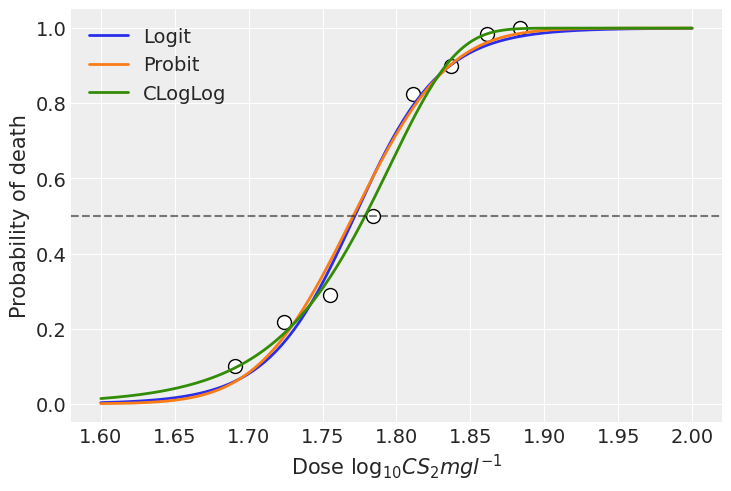 Logit
Probit
CLogLog
1.0
0.8
0.6
0.4
0.2
0.0
Probability of death
1.60 1.65 1.70 1.75 1.80 1.85 1.90 1.95 2.00
Dose log₁₀CS₂mgl⁻¹